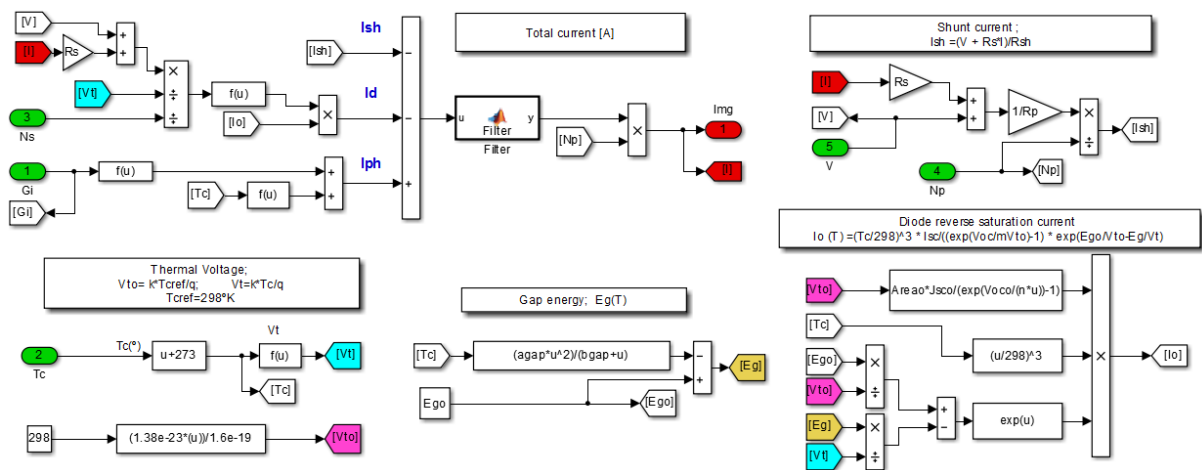 [V]
[I]
Rs
+
+
×
÷
÷
[Vt]
3
Ns
f(u)
[Io]
×
1
Gi
[Gi]
f(u)
[Tc]
f(u)
+
+
Ish
[Ish]
−
Id
−
Iph
+
Total current [A]
u
y
Filter
Filter
[Np]
×
Img
1
[I]
Shunt current ;
Ish =(V + Rs*I)/Rsh
[I]
Rs
[V]
5
V
+
+
1/Rp
×
÷
[Ish]
4
Np
[Np]
Thermal Voltage;
Vto= k*Tcref/q; Vt=k*Tc/q
Tcref=298°K
2
Tc
Tc(º)
u+273
Vt
f(u)
[Vt]
[Tc]
298
(1.38e-23*(u))/1.6e-19
[Vto]
Gap energy; Eg(T)
[Tc]
(agap*u^2)/(bgap+u)
−
+
[Eg]
Ego
[Ego]
Diode reverse saturation current
Io (T) =(Tc/298)^3 * Isc/((exp(Voc/mVto)-1) * exp(Ego/Vto-Eg/Vt)
[Vto]
Areao*Jsco/(exp(Voco/(n*u))-1)
[Tc]
(u/298)^3
×
[Io]
[Ego]
×
÷
[Vto]
+
−
exp(u)
[Eg]
×
÷
[Vt]